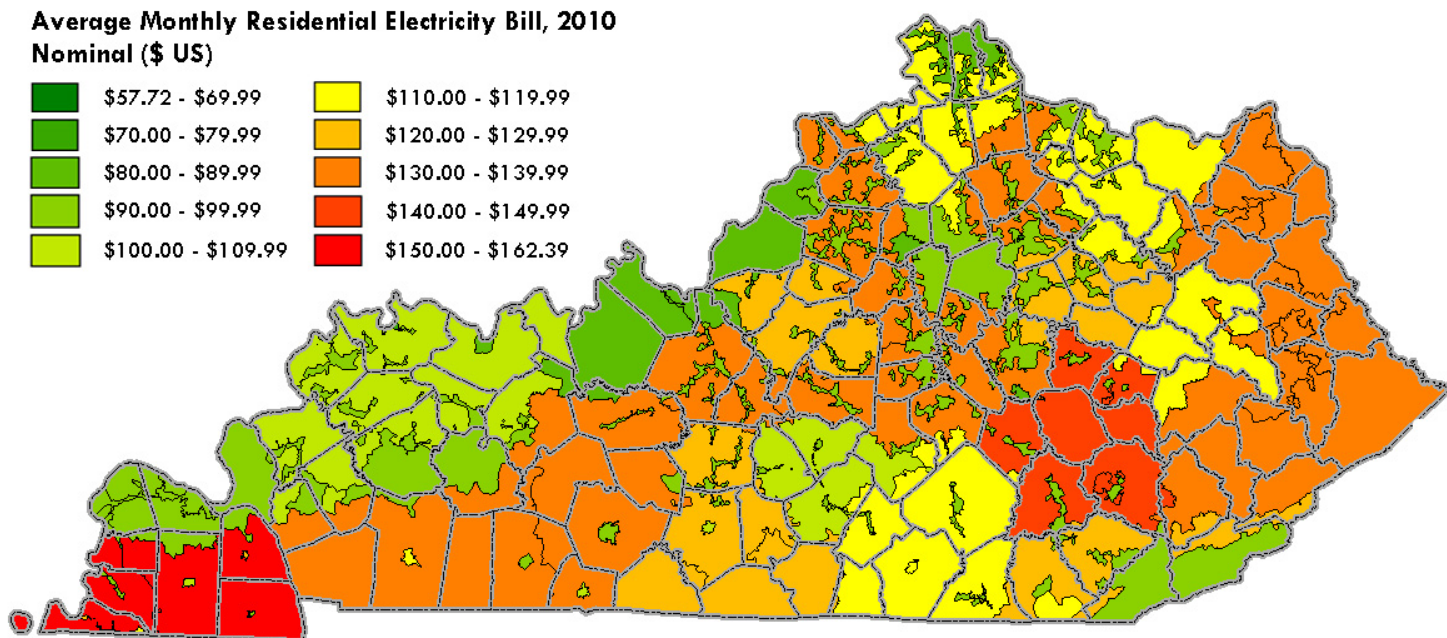 Average Monthly Residential Electricity Bill, 2010
Nominal ($ US)
$57.72 - $69.99
$70.00 - $79.99
$80.00 - $89.99
$90.00 - $99.99
$100.00 - $109.99
$110.00 - $119.99
$120.00 - $129.99
$130.00 - $139.99
$140.00 - $149.99
$150.00 - $162.39